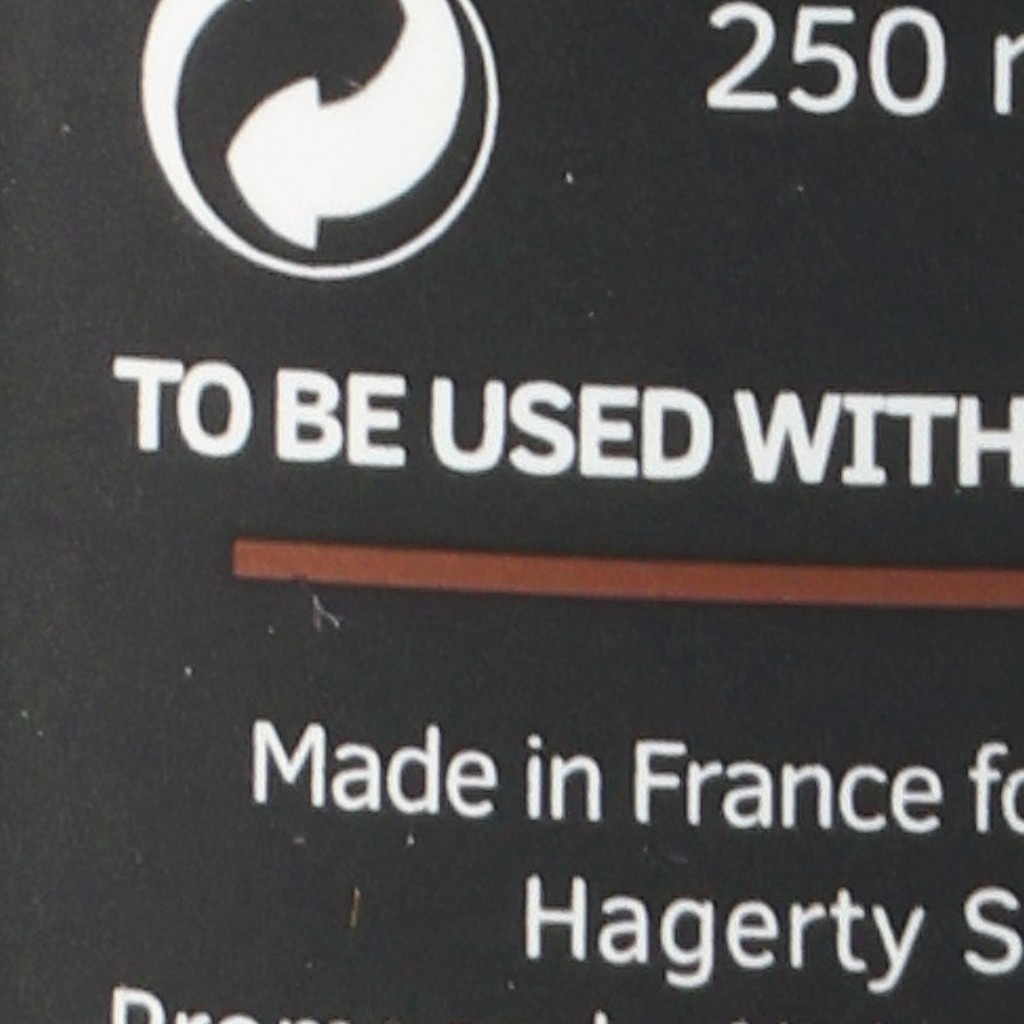 250
TO BE USED WITH
Made in France
Hagerty